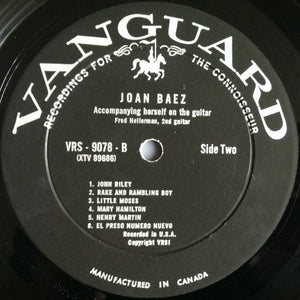 VANGUARD
RECORDINGS FOR THE CONNOISSEUR
JOAN BAEZ
Accompanying herself on the guitar
Fred Hellerman, 2nd guitar
VRS - 9078 - B Side Two
(XTV 89686)
1. JOHN RILEY
2. RAKE AND RAMBLING BOY
3. LITTLE MOSES
4. MARY HAMILTON
5. HENRY MARTIN
6. EL PRESO NUMERO NUEVO
Recorded in U.S.A.
Copyright VRSI
MANUFACTURED IN CANADA